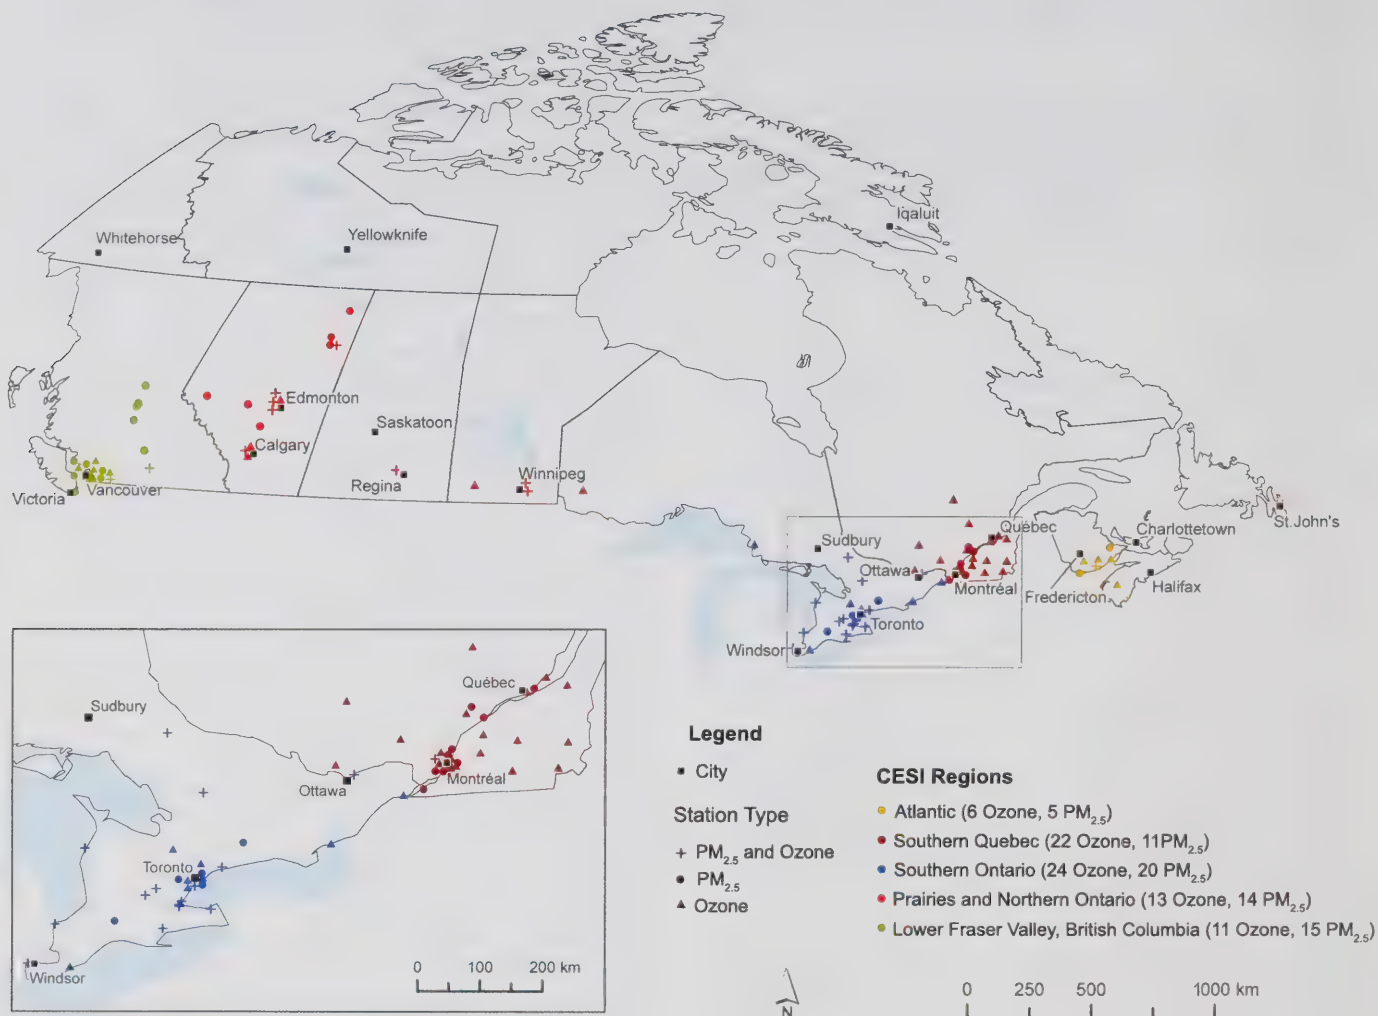 Iqaluit
Whitehorse
Yellowknife
Edmonton
Saskatoon
Calgary
Winnipeg
Regina
Victoria
Vancouver
Sudbury
Québec
Charlottetown
St.John's
Ottawa
Montréal
Fredericton
Halifax
Toronto
Windsor
Québec
Sudbury
Ottawa
Montréal
Toronto
Windsor
0 100 200 km
Legend
City
Station Type
PM2.5 and Ozone
PM2.5
Ozone
CESI Regions
Atlantic (6 Ozone, 5 PM2.5)
Southern Quebec (22 Ozone, 11PM2.5)
Southern Ontario (24 Ozone, 20 PM2.5)
Prairies and Northern Ontario (13 Ozone, 14 PM2.5)
Lower Fraser Valley, British Columbia (11 Ozone, 15 PM2.5)
N
0 250 500 1000 km